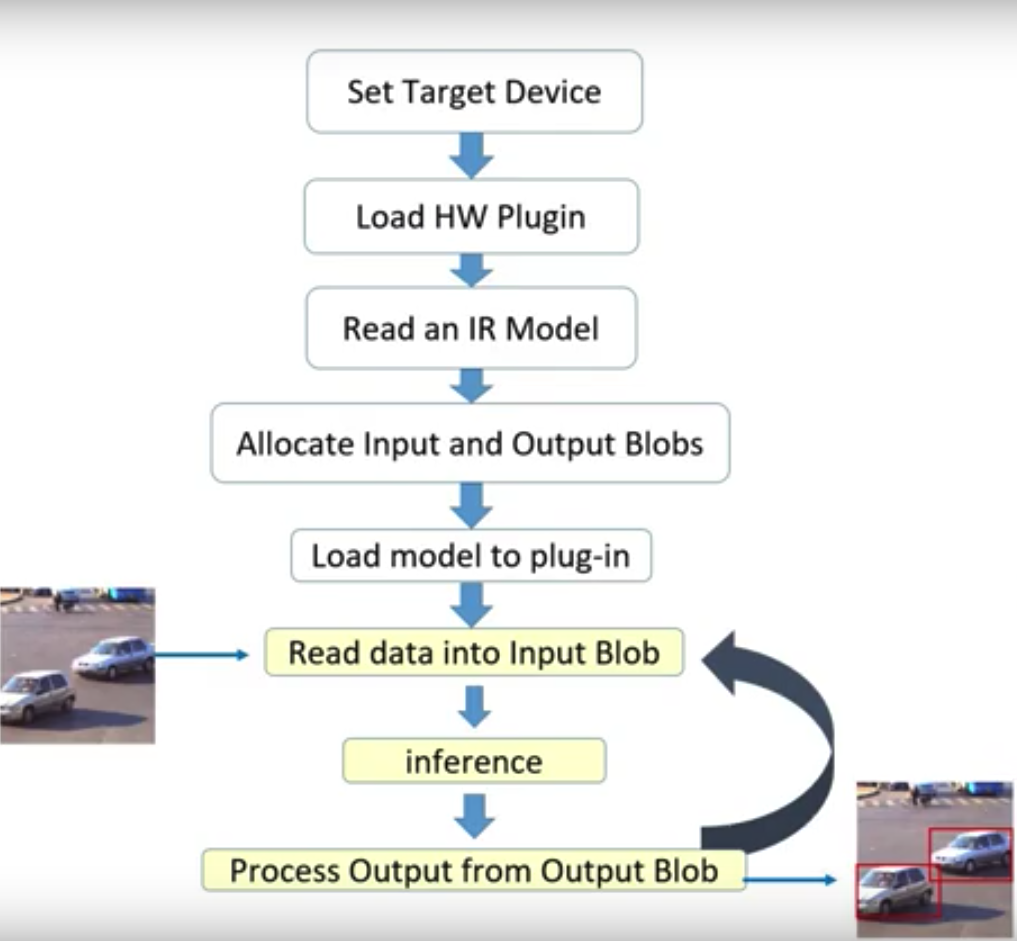 Set Target Device
Load HW Plugin
Read an IR Model
Allocate Input and Output Blobs
Load model to plug-in
Read data into Input Blob
inference
Process Output from Output Blob